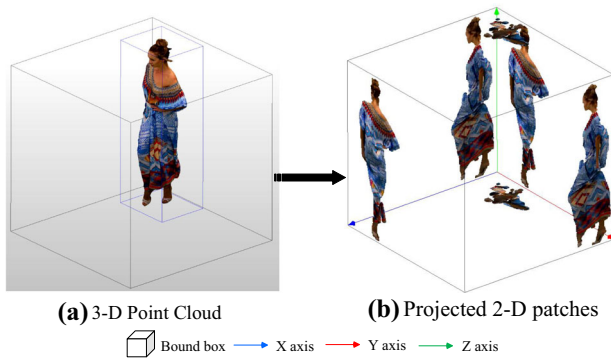 (a) 3-D Point Cloud
(b) Projected 2-D patches
Bound box X axis Y axis Z axis